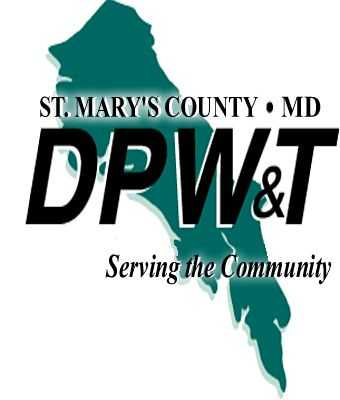 ST. MARY'S COUNTY • MD
DPW&T
Serving the Community